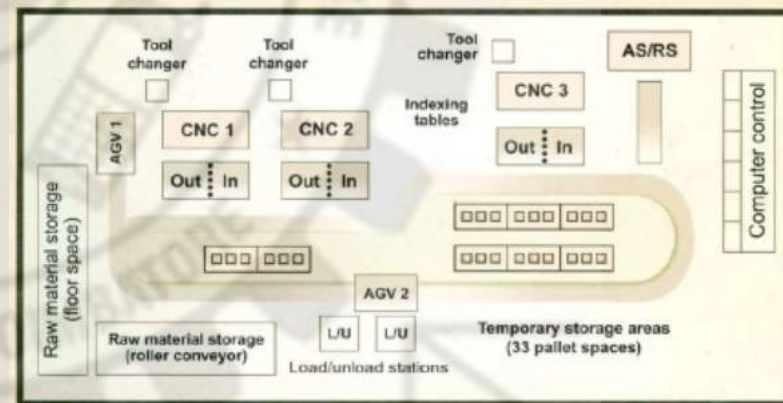 Tool
changer
Tool
changer
Tool
changer
AS/RS
CNC 3
Indexing
tables
AGV 1
CNC 1
CNC 2
Out In
Out In
Out In
Computer control
Raw material storage
(floor space)
AGV 2
Raw material storage
(roller conveyor)
L/U
L/U
Load/unload stations
Temporary storage areas
(33 pallet spaces)